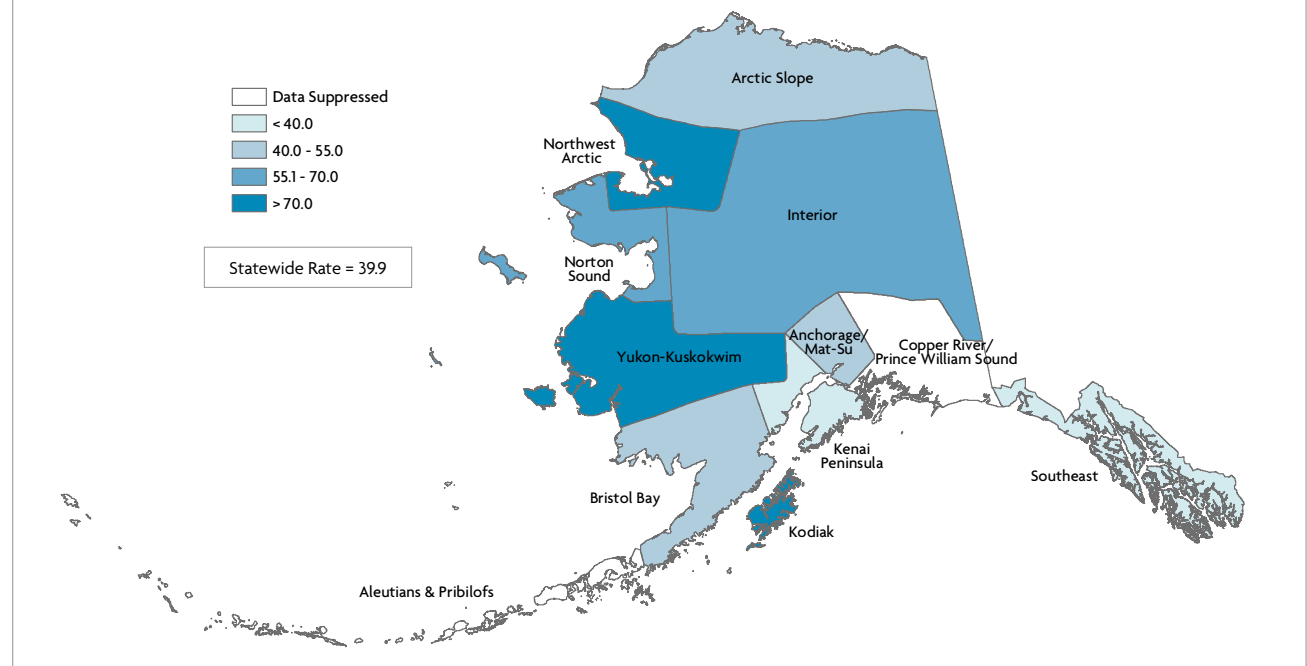 Arctic Slope
Data Suppressed
< 40.0
40.0 - 55.0
55.1 - 70.0
> 70.0
Northwest
Arctic
Interior
Statewide Rate = 39.9
Norton
Sound
Anchorage/
Mat-Su
Copper River/
Prince William Sound
Yukon-Kuskokwim
Kenai
Peninsula
Southeast
Bristol Bay
Kodiak
Aleutians & Pribilofs